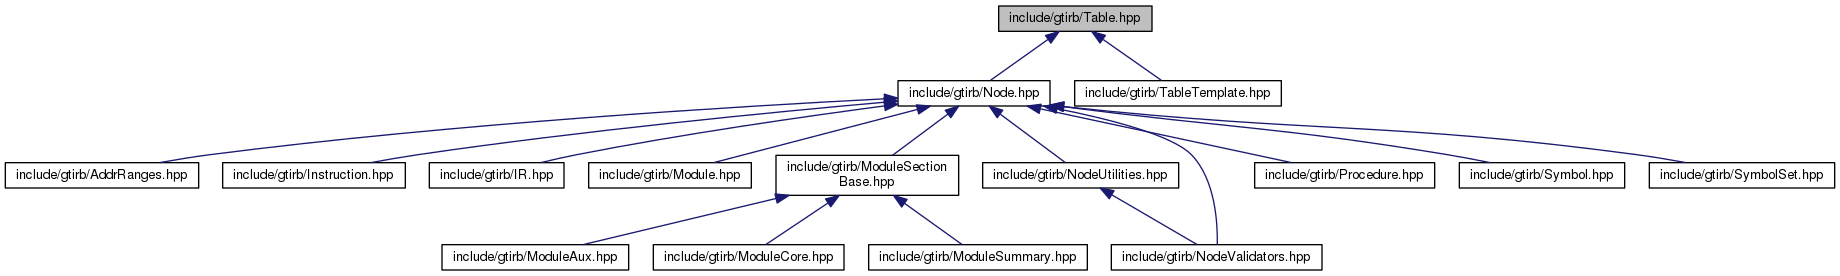 include/gtirb/Table.hpp
include/gtirb/Node.hpp
include/gtirb/TableTemplate.hpp
include/gtirb/AddrRanges.hpp
include/gtirb/Instruction.hpp
include/gtirb/IR.hpp
include/gtirb/Module.hpp
include/gtirb/ModuleSection
Base.hpp
include/gtirb/NodeUtilities.hpp
include/gtirb/Procedure.hpp
include/gtirb/Symbol.hpp
include/gtirb/SymbolSet.hpp
include/gtirb/ModuleAux.hpp
include/gtirb/ModuleCore.hpp
include/gtirb/ModuleSummary.hpp
include/gtirb/NodeValidators.hpp